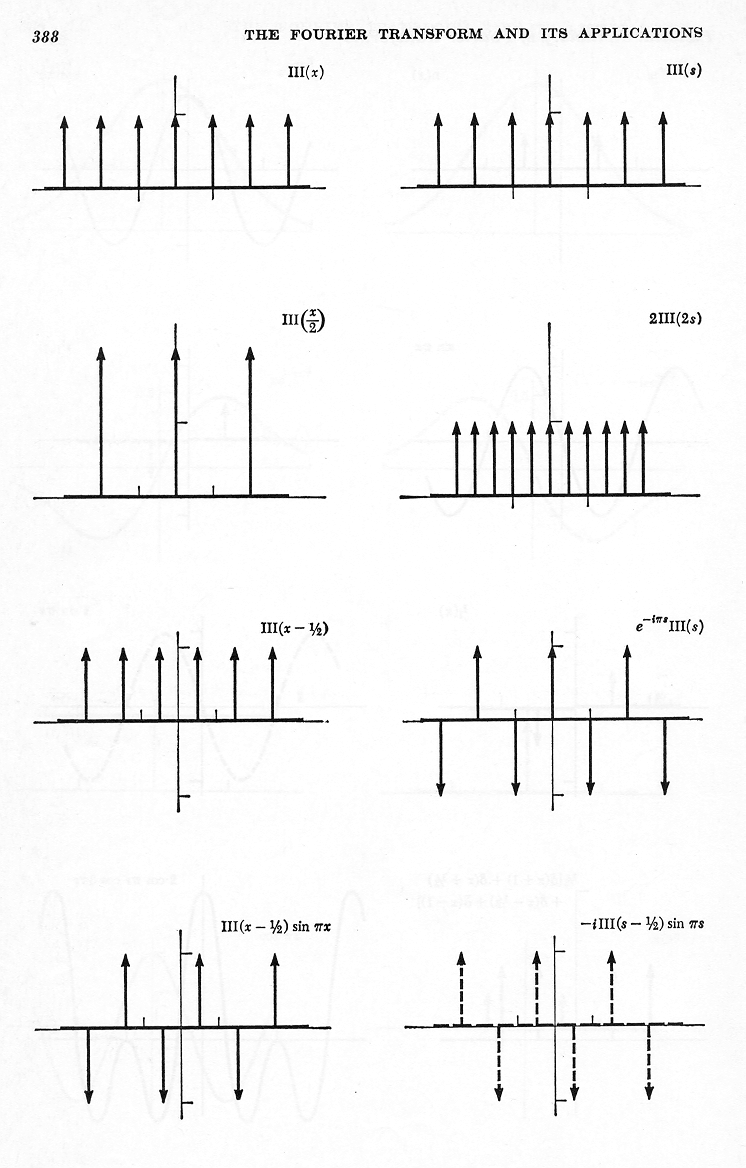 388 THE FOURIER TRANSFORM AND ITS APPLICATIONS
III(x) III(s)
III(x/2) 2III(2s)
III(x − ½) e^−iπs III(s)
III(x − ½) sin πx −iIII(s − ½) sin πs